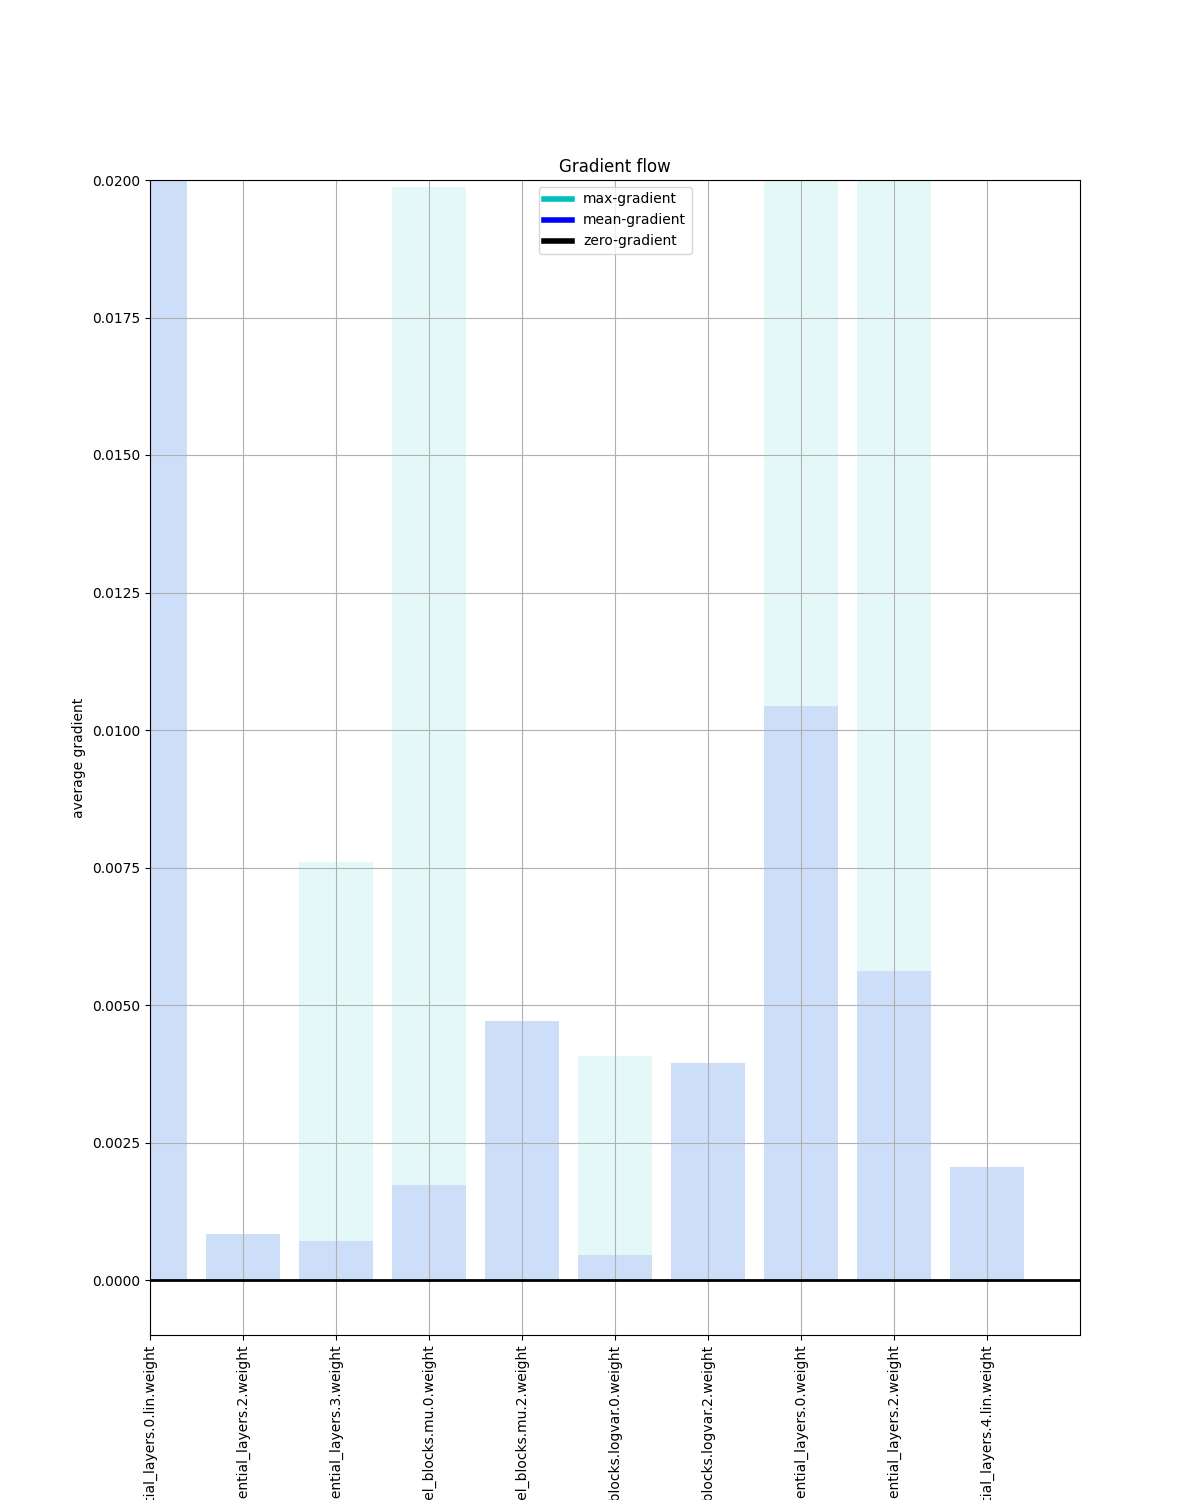 Gradient flow
max-gradient
mean-gradient
zero-gradient
average gradient
0.0200
0.0175
0.0150
0.0125
0.0100
0.0075
0.0050
0.0025
0.0000
tial_layers.0.lin.weight
ential_layers.2.weight
ential_layers.3.weight
el_blocks.mu.0.weight
el_blocks.mu.2.weight
blocks.logvar.0.weight
blocks.logvar.2.weight
ential_layers.0.weight
ential_layers.2.weight
tial_layers.4.lin.weight